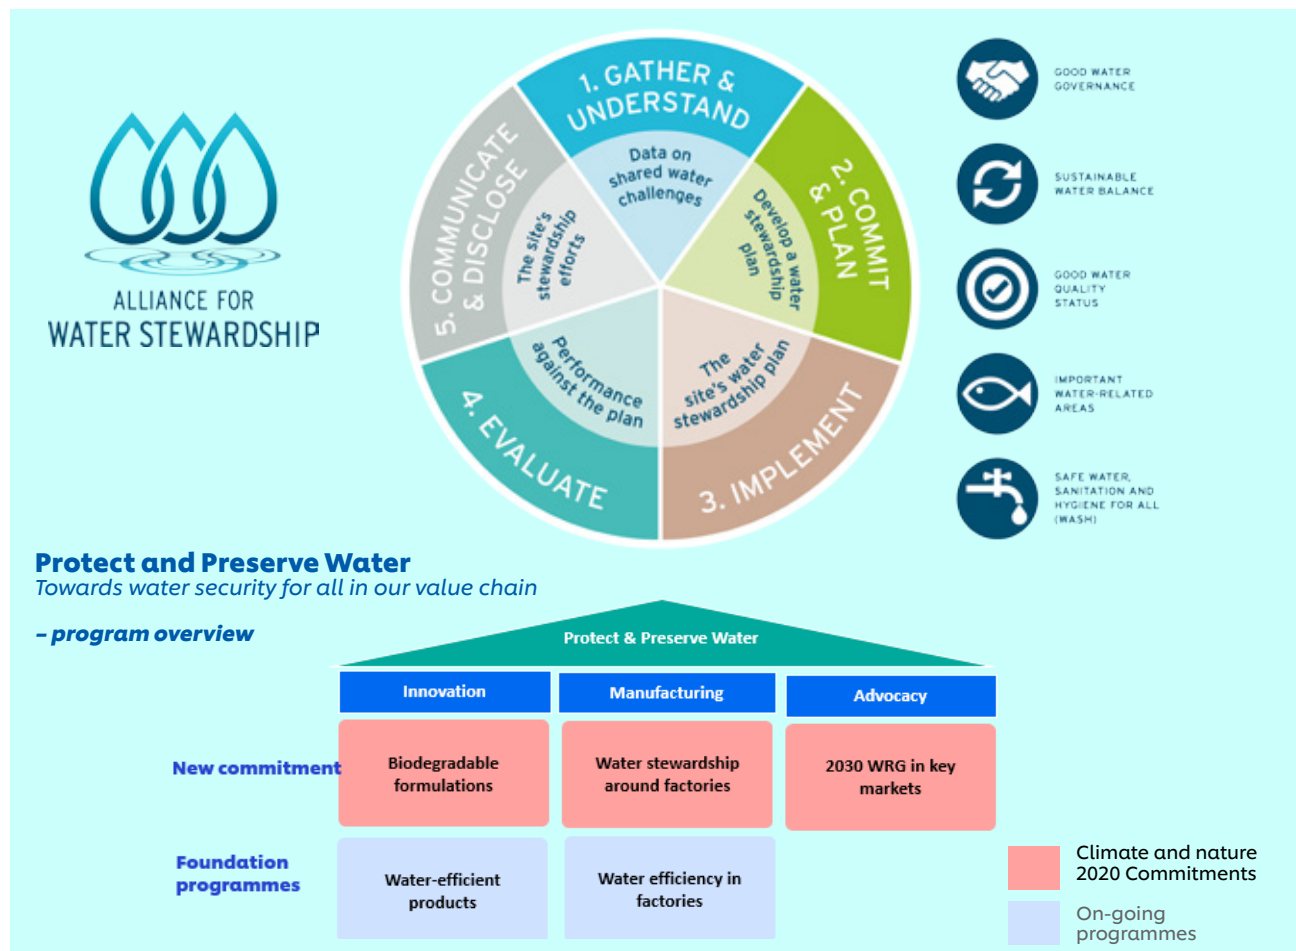 ALLIANCE FOR
WATER STEWARDSHIP
1. GATHER &
UNDERSTAND
Data on
shared water
challenges
2. COMMIT
& PLAN
Develop a water
stewardship
plan
3. IMPLEMENT
The
site's water
stewardship plan
4. EVALUATE
Performance
against the plan
5. COMMUNICATE
& DISCLOSE
The site's
stewardship
efforts
GOOD WATER
GOVERNANCE
SUSTAINABLE
WATER BALANCE
GOOD WATER
QUALITY
STATUS
IMPORTANT
WATER-RELATED
AREAS
SAFE WATER,
SANITATION AND
HYGIENE FOR ALL
(WASH)
Protect and Preserve Water
Towards water security for all in our value chain
– program overview
Protect & Preserve Water
Innovation
Manufacturing
Advocacy
New commitment
Biodegradable
formulations
Water stewardship
around factories
2030 WRG in key
markets
Foundation
programmes
Water-efficient
products
Water efficiency in
factories
Climate and nature
2020 Commitments
On-going
programmes